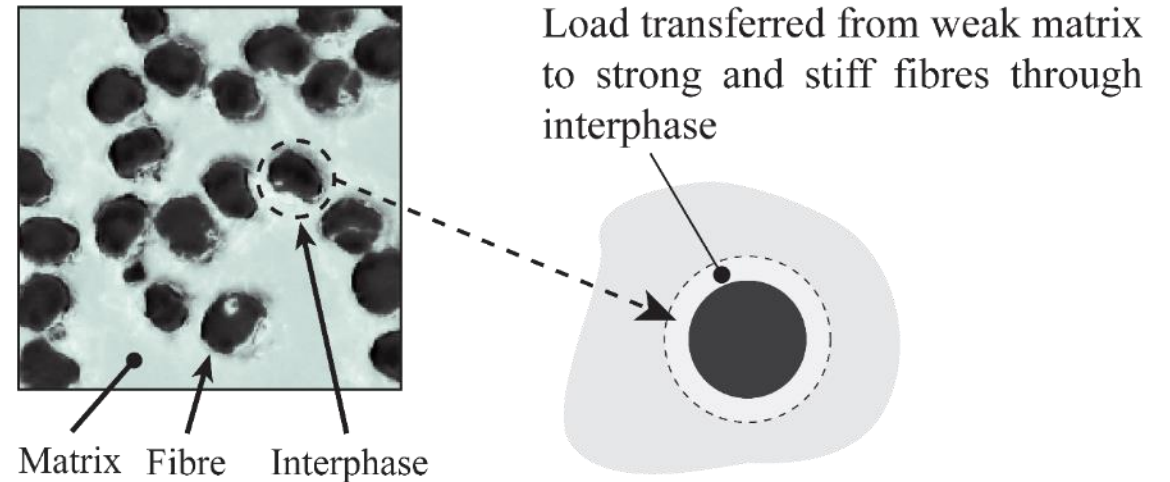 Load transferred from weak matrix
to strong and stiff fibres through
interphase
Matrix Fibre Interphase